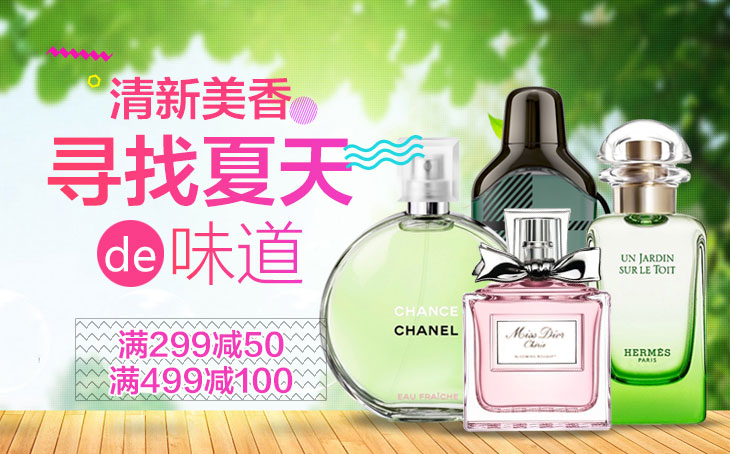 清新美香
寻找夏天
de味道
满299减50
满499减100
CHANCE
CHANEL
EAU FRAÎCHE
Miss Dior
Chérie
BLOOMING BOUQUET
UN JARDIN
SUR LE TOIT
HERMÈS
PARIS